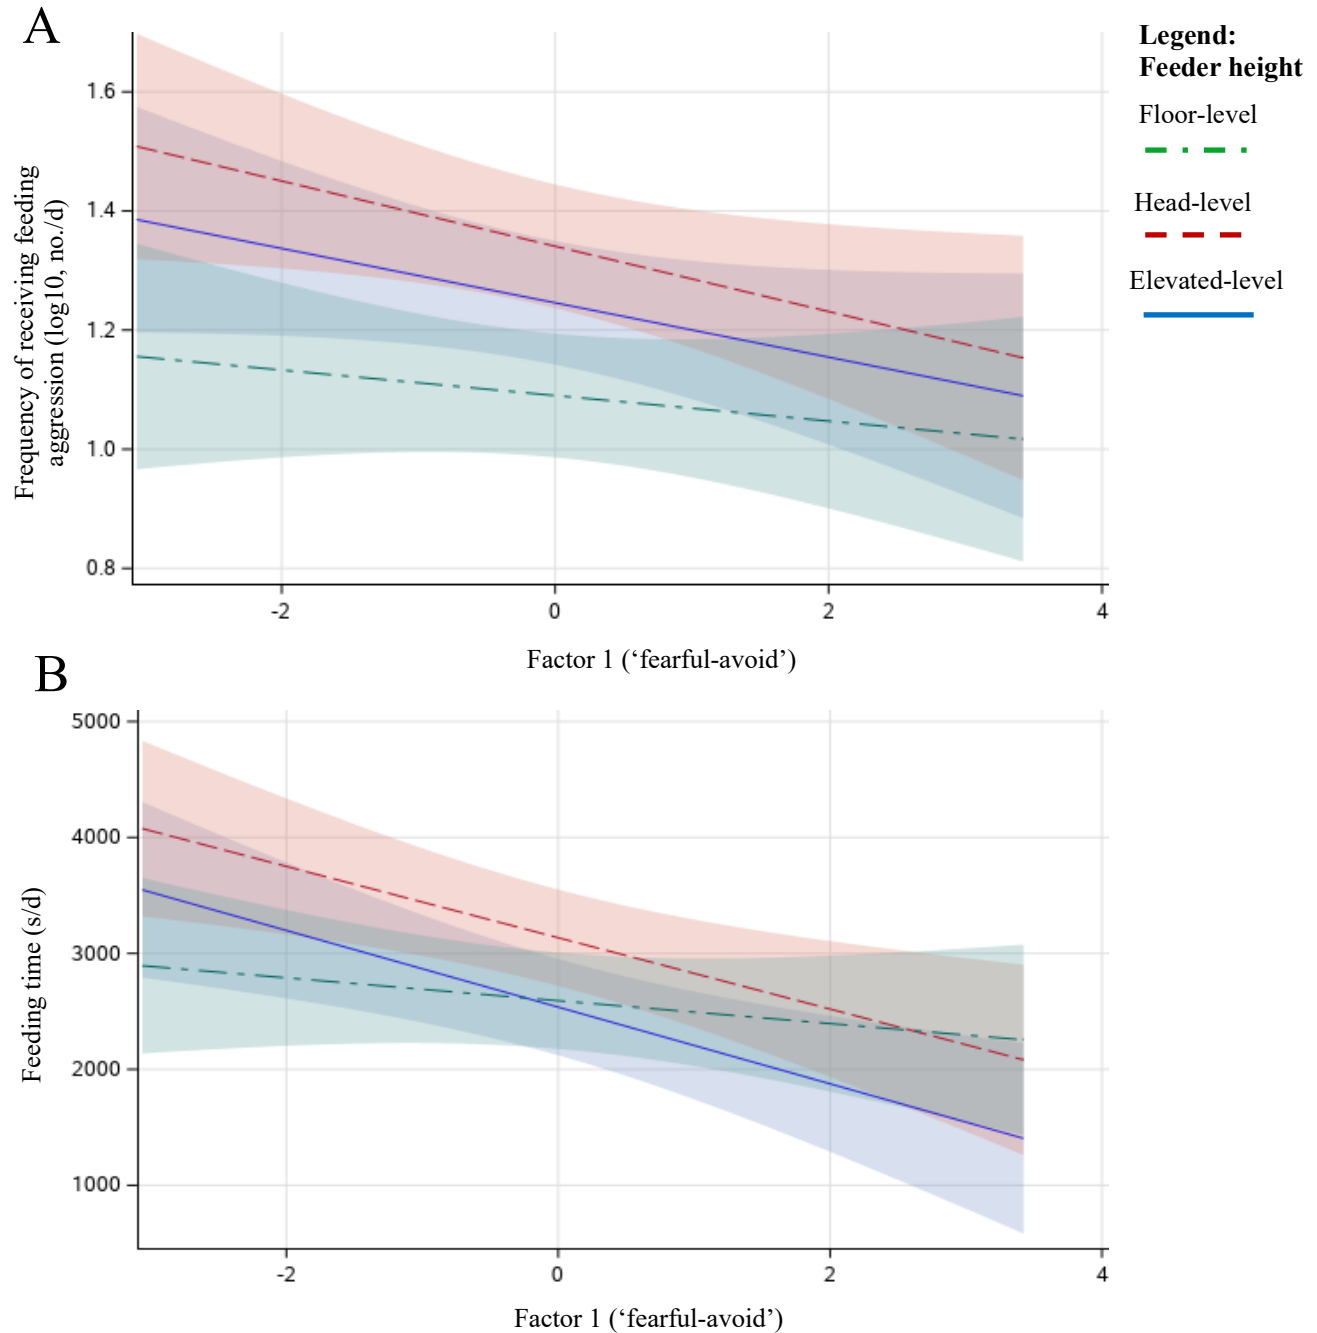 A
Legend:
Feeder height
Floor-level
Head-level
Elevated-level
Frequency of receiving feeding
aggression (log10, no./d)
1.6
1.4
1.2
1.0
0.8
-2 0 2 4
Factor 1 (‘fearful-avoid’)
B
Feeding time (s/d)
5000
4000
3000
2000
1000
-2 0 2 4
Factor 1 (‘fearful-avoid’)